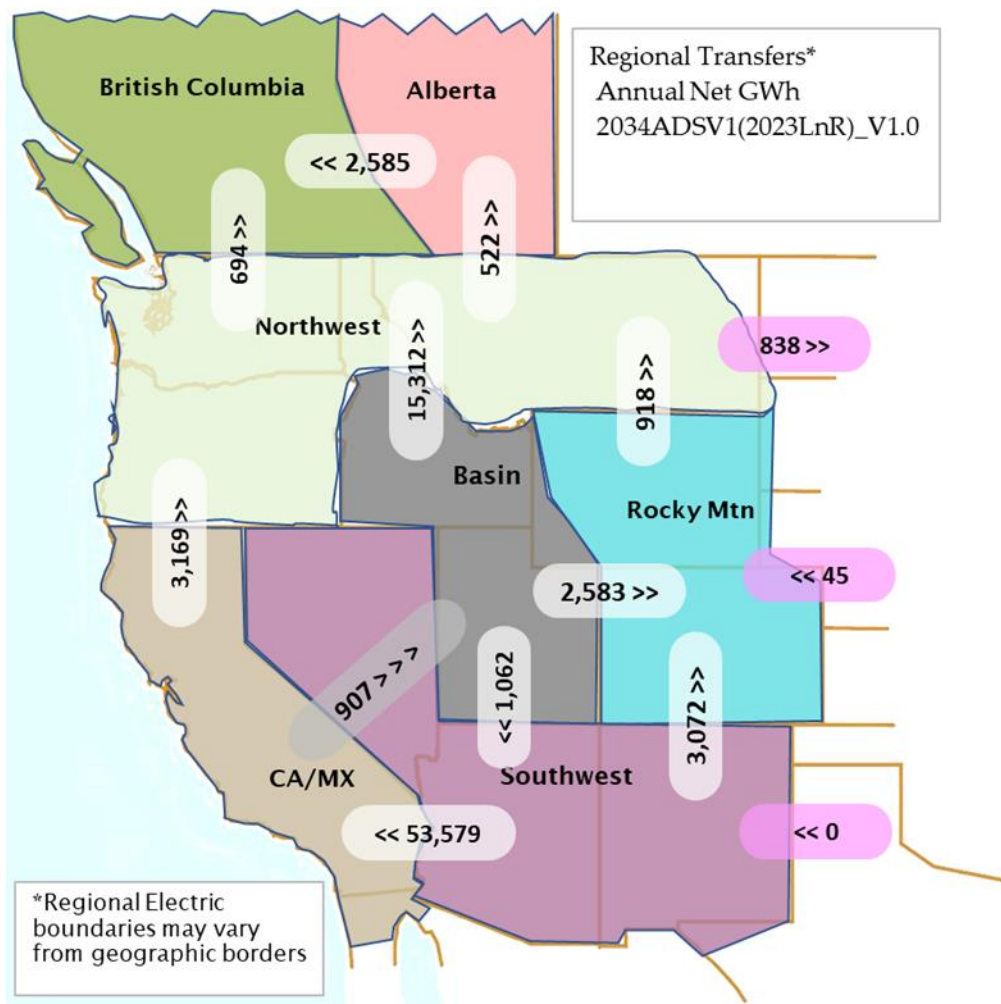 British Columbia
Alberta
Regional Transfers*
Annual Net GWh
2034ADSV1(2023LnR)_V1.0
<< 2,585
694 >>
522 >>
Northwest
15,312 >>
918 >>
838 >>
Basin
Rocky Mtn
3,169 >>
2,583 >>
<< 45
907 > > >
<< 1,062
3,072 >>
CA/MX
Southwest
<< 53,579
<< 0
*Regional Electric
boundaries may vary
from geographic borders